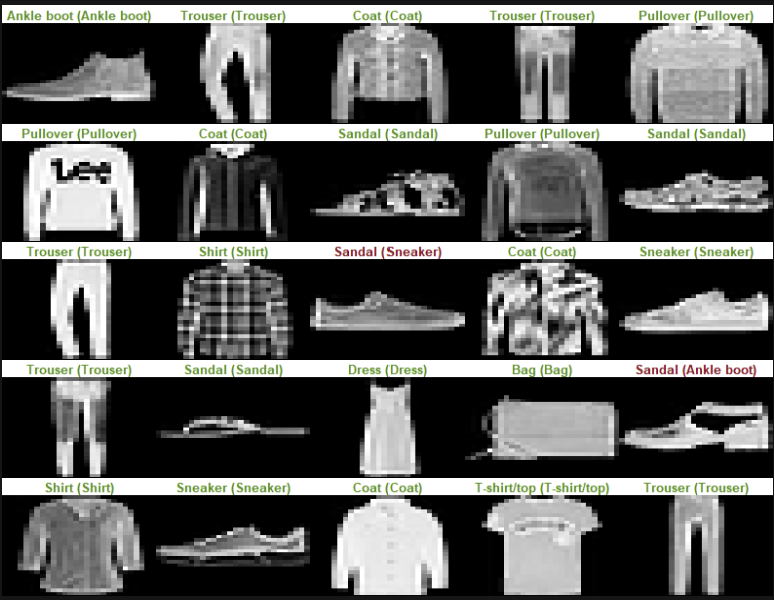 Ankle boot (Ankle boot) Trouser (Trouser) Coat (Coat) Trouser (Trouser) Pullover (Pullover)
Pullover (Pullover) Coat (Coat) Sandal (Sandal) Pullover (Pullover) Sandal (Sandal)
Lee
Trouser (Trouser) Shirt (Shirt) Sandal (Sneaker) Coat (Coat) Sneaker (Sneaker)
Trouser (Trouser) Sandal (Sandal) Dress (Dress) Bag (Bag) Sandal (Ankle boot)
Shirt (Shirt) Sneaker (Sneaker) Coat (Coat) T-shirt/top (T-shirt/top) Trouser (Trouser)